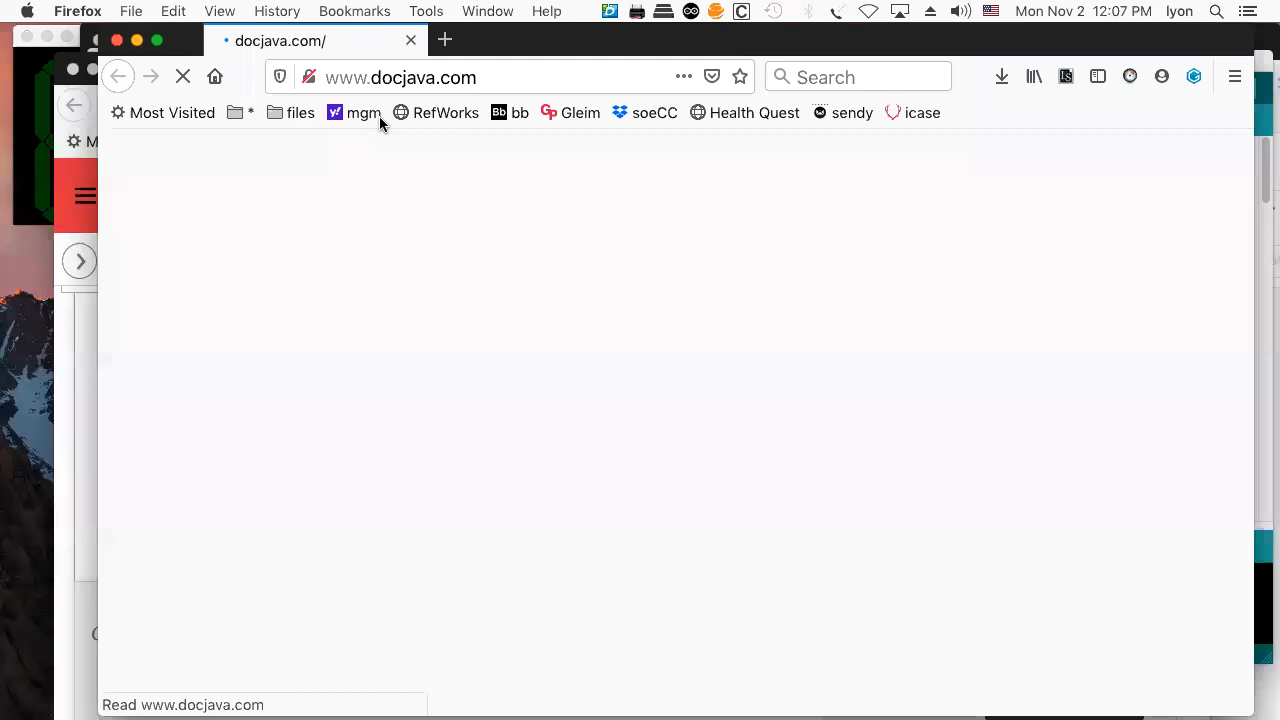 Firefox File Edit View History Bookmarks Tools Window Help Mon Nov 2 12:07 PM lyon
docjava.com/
www.docjava.com Search
Most Visited * files mgm RefWorks Bb bb Gp Gleim soeCC Health Quest sendy icase
M
Read www.docjava.com